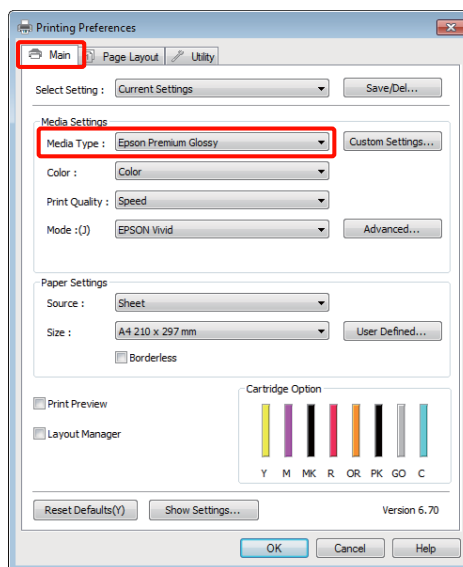 Printing Preferences
Main Page Layout Utility
Select Setting : Current Settings Save/Del...
Media Settings
Media Type : Epson Premium Glossy Custom Settings...
Color : Color
Print Quality : Speed
Mode :(J) EPSON Vivid Advanced...
Paper Settings
Source : Sheet
Size : A4 210 x 297 mm User Defined...
Borderless
Cartridge Option
Print Preview
Layout Manager
Y M MK R OR PK GO C
Reset Defaults(Y) Show Settings... Version 6.70
OK Cancel Help